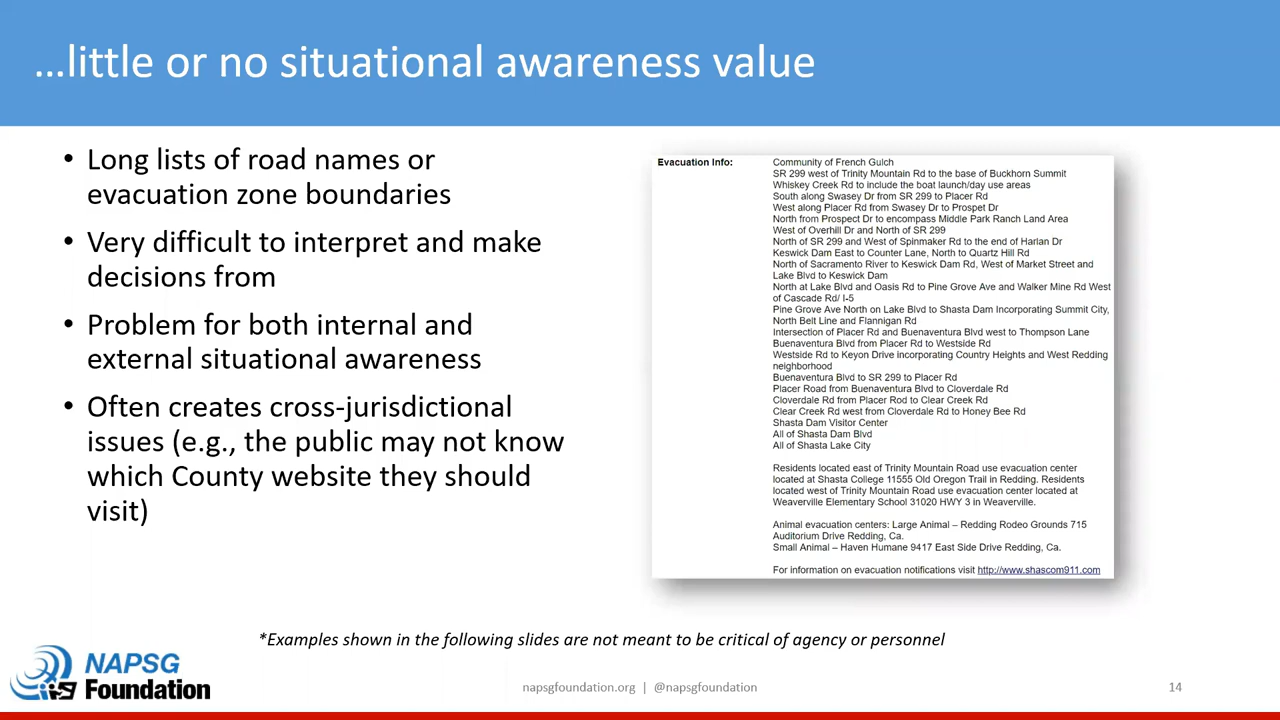 ...little or no situational awareness value
• Long lists of road names or
evacuation zone boundaries
• Very difficult to interpret and make
decisions from
• Problem for both internal and
external situational awareness
• Often creates cross-jurisdictional
issues (e.g., the public may not know
which County website they should
visit)
Evacuation Info:
Community of French Gulch
SR 299 west of Trinity Mountain Rd to the base of Buckhorn Summit
Whiskey Creek Rd to include the boat launch/day use areas
South along Swasey Dr from SR 299 to Placer Rd
West along Placer Rd from Swasey Dr to Prospet Dr
North from Prospect Dr to encompass Middle Park Ranch Land Area
West of Overhill Dr and North of SR 299
North of SR 299 and West of Spinmaker Rd to the end of Harlan Dr
Keswick Dam East to Counter Lane, North to Quartz Hill Rd
North of Sacramento River to Keswick Dam Rd, West of Market Street and
Lake Blvd to Keswick Dam
North at Lake Blvd and Oasis Rd to Pine Grove Ave and Walker Mine Rd West
of Cascade Rd/ I-5
Pine Grove Ave North on Lake Blvd to Shasta Dam Incorporating Summit City,
North Belt Line and Flannigan Rd
Intersection of Placer Rd and Buenaventura Blvd west to Thompson Lane
Buenaventura Blvd from Placer Rd to Westside Rd
Westside Rd to Keyon Drive incorporating Country Heights and West Redding
neighborhood
Buenaventura Blvd to SR 299 to Placer Rd
Placer Road from Buenaventura Blvd to Cloverdale Rd
Cloverdale Rd from Placer Rod to Clear Creek Rd
Clear Creek Rd west from Cloverdale Rd to Honey Bee Rd
Shasta Dam Visitor Center
All of Shasta Dam Blvd
All of Shasta Lake City
Residents located east of Trinity Mountain Road use evacuation center
located at Shasta College 11555 Old Oregon Trail in Redding. Residents
located west of Trinity Mountain Road use evacuation center located at
Weaverville Elementary School 31020 HWY 3 in Weaverville.
Animal evacuation centers: Large Animal – Redding Rodeo Grounds 715
Auditorium Drive Redding, Ca.
Small Animal – Haven Humane 9417 East Side Drive Redding, Ca.
For information on evacuation notifications visit http://www.shascom911.com
*Examples shown in the following slides are not meant to be critical of agency or personnel
NAPSG
Foundation
napsgfoundation.org | @napsgfoundation
14